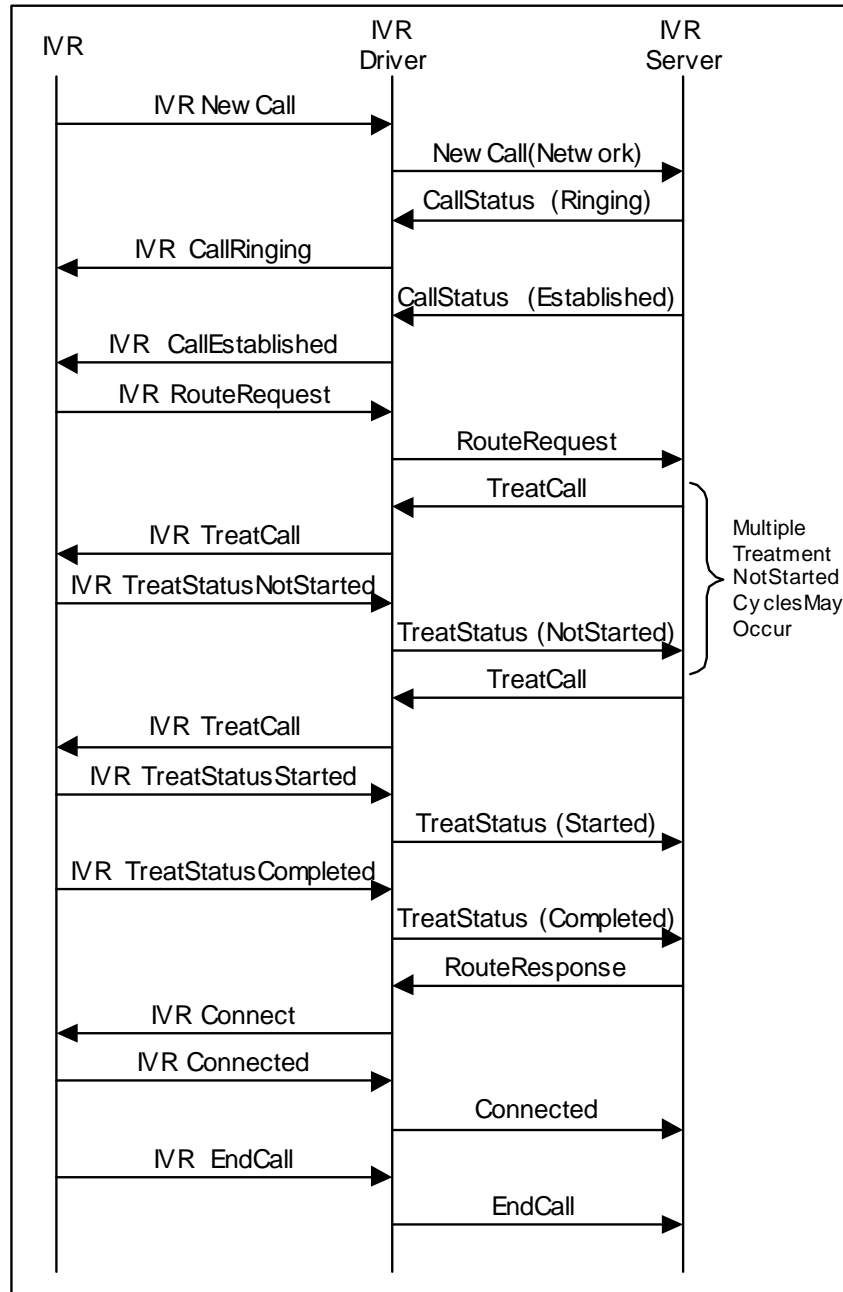 IVR
IVR
Driver
IVR
Server
IVR New Call
New Call(Network)
CallStatus (Ringing)
IVR CallRinging
CallStatus (Established)
IVR CallEstablished
IVR RouteRequest
RouteRequest
TreatCall
IVR TreatCall
IVR TreatStatusNotStarted
TreatStatus (NotStarted)
Multiple
Treatment
NotStarted
CyclesMay
Occur
TreatCall
IVR TreatCall
IVR TreatStatusStarted
TreatStatus (Started)
IVR TreatStatusCompleted
TreatStatus (Completed)
RouteResponse
IVR Connect
IVR Connected
Connected
IVR EndCall
EndCall